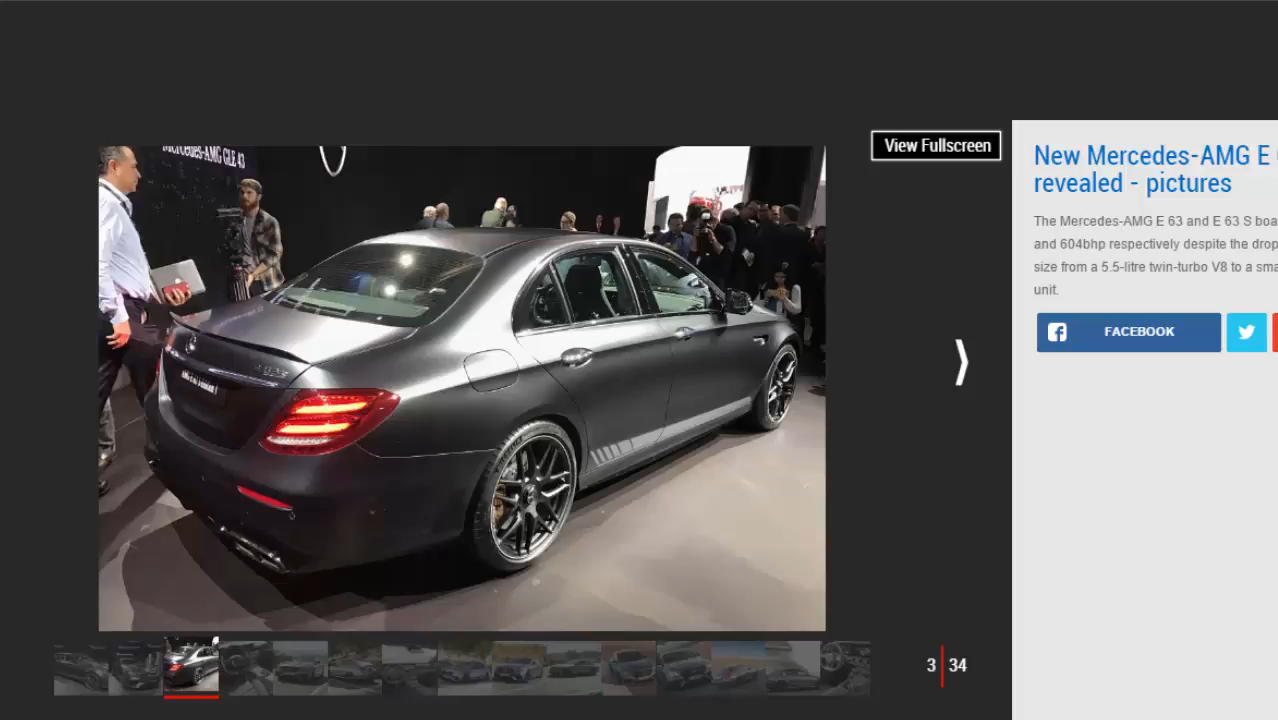 View Fullscreen
Mercedes-AMG GLE 43
New Mercedes-AMG E
revealed - pictures
The Mercedes-AMG E 63 and E 63 S boa
and 604bhp respectively despite the drop
size from a 5.5-litre twin-turbo V8 to a sma
unit.
FACEBOOK
3 34